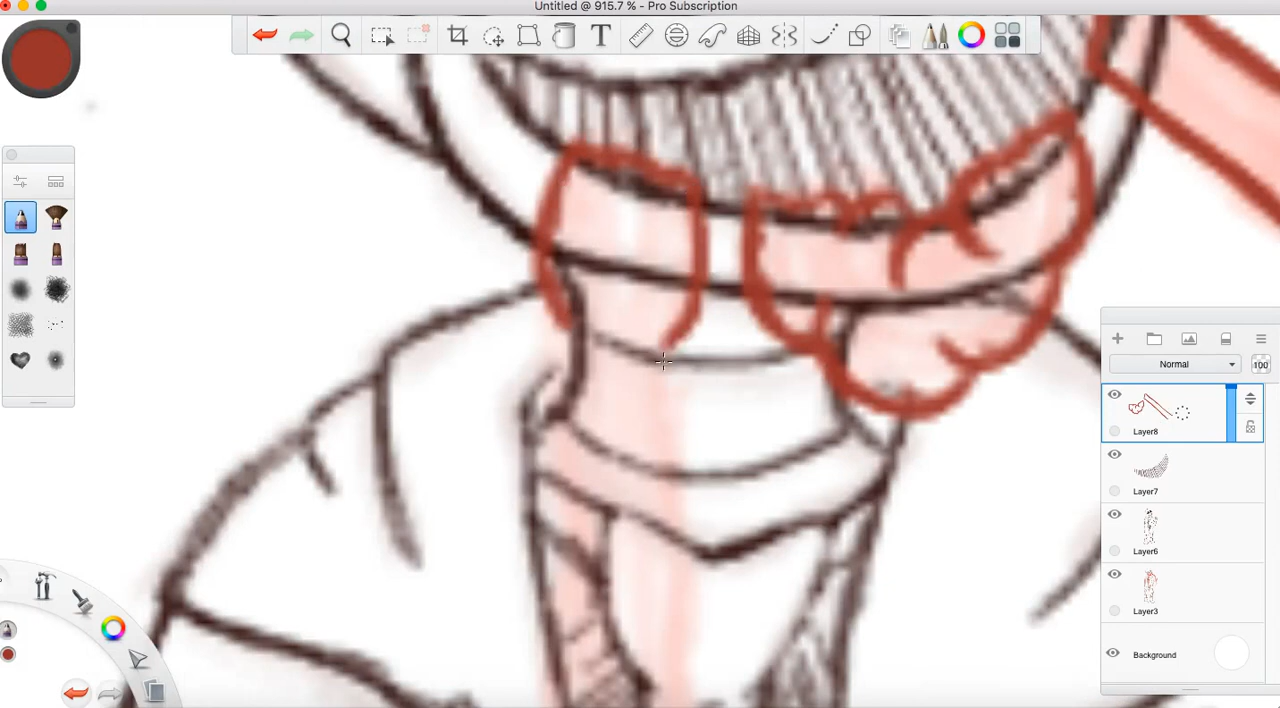 Untitled @ 915.7 % - Pro Subscription
T
Normal
100
Layer8
Layer7
Layer6
Layer3
Background